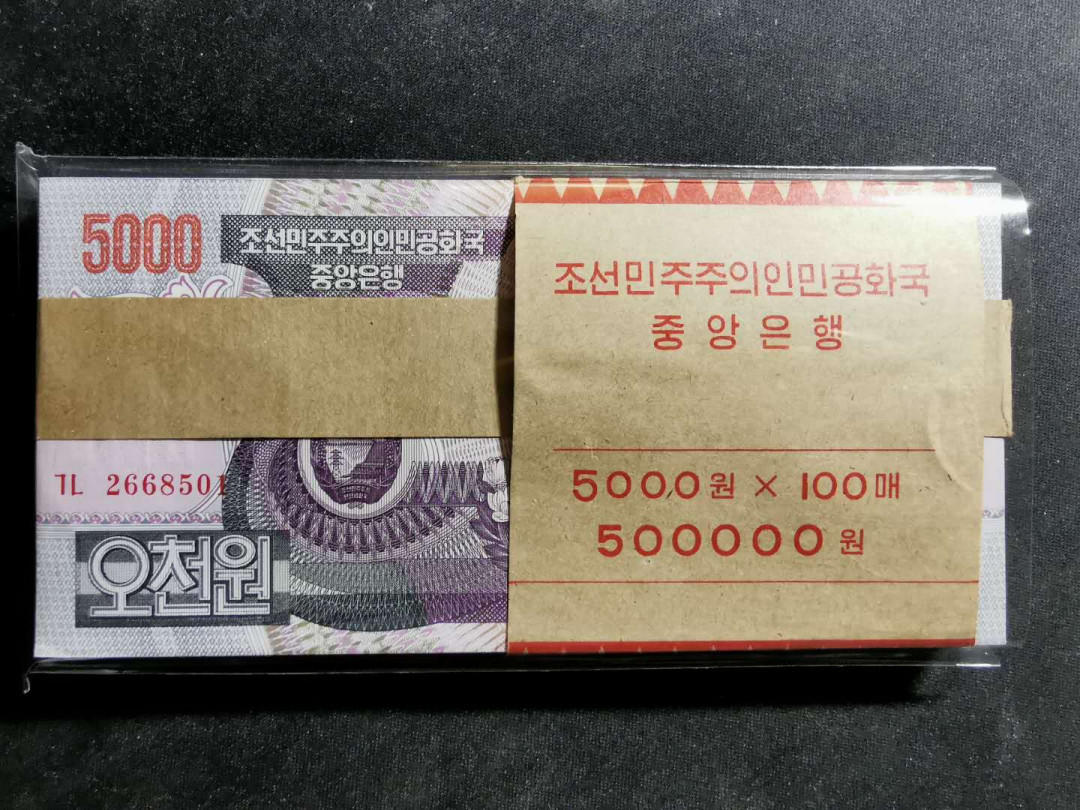 5000
조선민주주의인민공화국
중앙은행
ㄱㄴ 2668501
오천원
조선민주주의인민공화국
중앙은행
5000원 × 100매
500000원